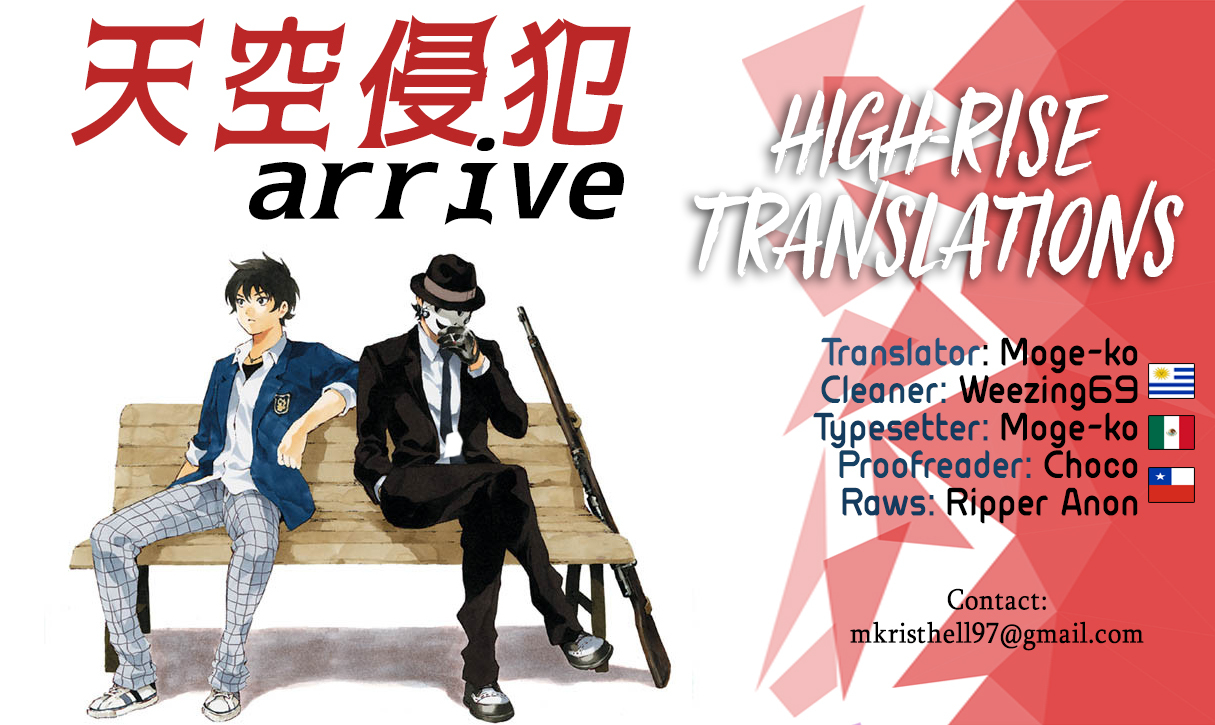 天空侵犯
arrive
HIGH-RISE
TRANSLATIONS
Translator: Moge-ko
Cleaner: Weezing69
Typesetter: Moge-ko
Proofreader: Choco
Raws: Ripper Anon
Contact:
mkristhell97@gmail.com